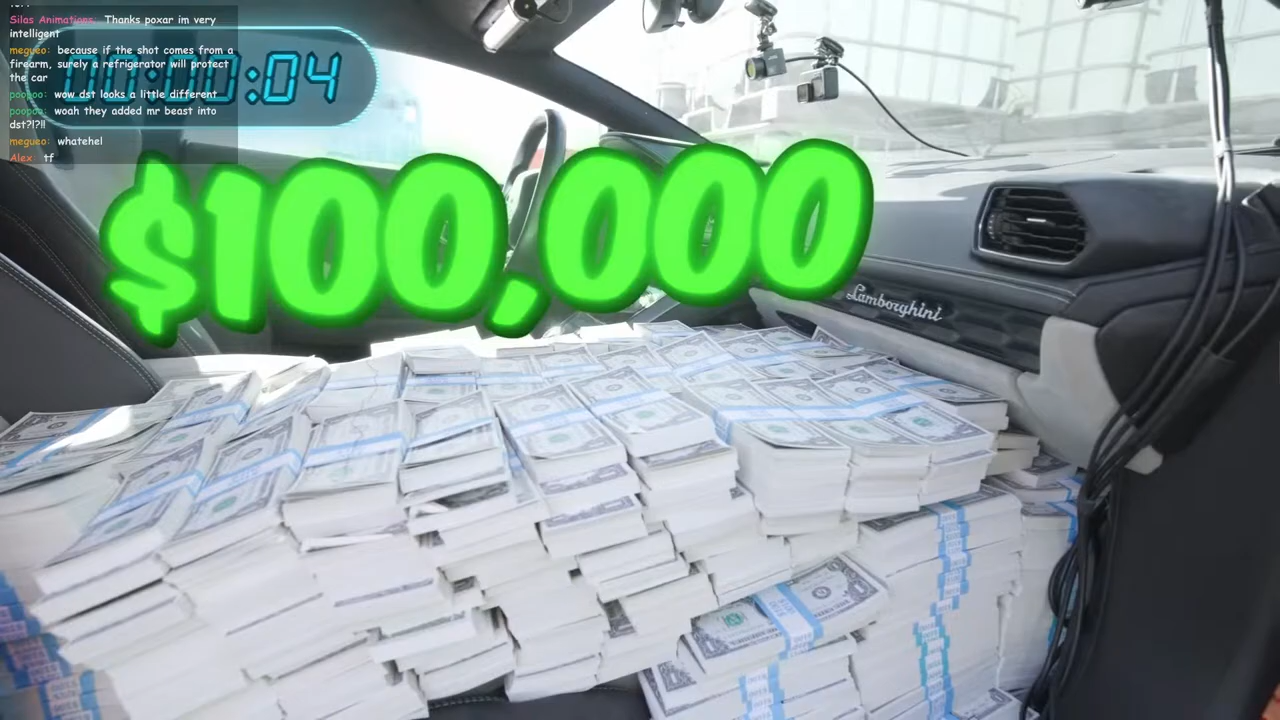 Silas Animations: Thanks poxar im very
intelligent
megueo: because if the shot comes from a
firearm, surely a refrigerator will protect
the car
poopoo: wow dst looks a little different
poopoo: woah they added mr beast into
dst?!?!!
megueo: whatehel
Alex tf
00:00:04
$100,000
Lamborghini